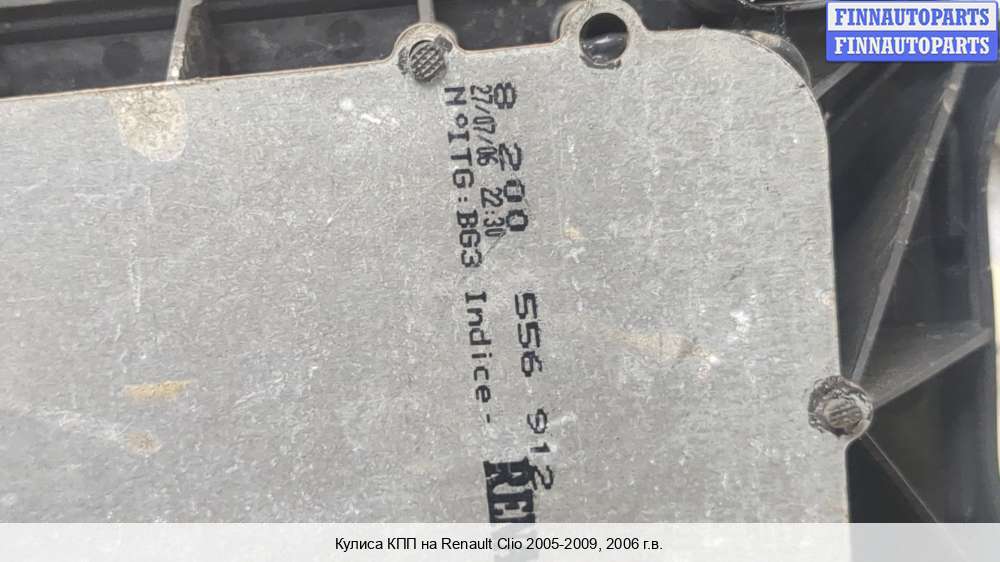 FINNAUTOPARTS
FINNAUTOPARTS
8 200 556 912
27/07/06 22:30
N°ITG:BG3 Indice-
Кулиса КПП на Renault Clio 2005-2009, 2006 г.в.